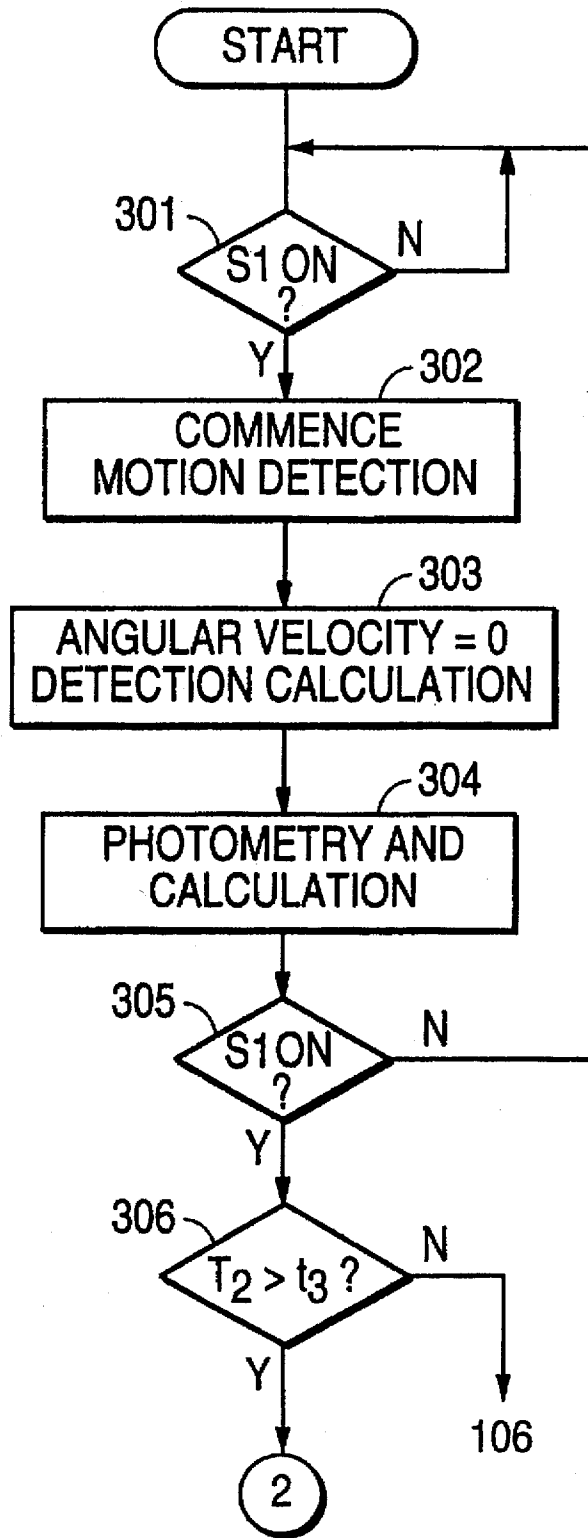 START
301
S1 ON
?
N
Y
302
COMMENCE
MOTION DETECTION
303
ANGULAR VELOCITY = 0
DETECTION CALCULATION
304
PHOTOMETRY AND
CALCULATION
305
S1 ON
?
N
Y
306
T2 > t3 ?
N
Y
106
2